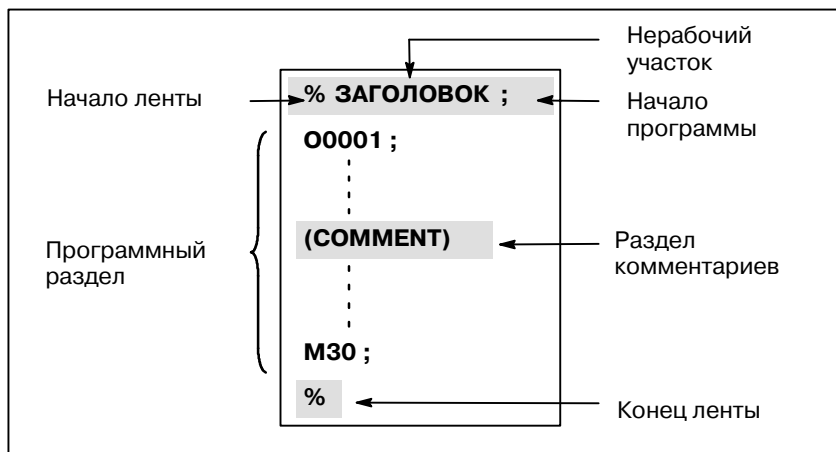 Нерабочий
участок
Начало ленты
% ЗАГОЛОВОК ;
Начало
программы
O0001 ;
Программный
раздел
(COMMENT)
Раздел
комментариев
M30 ;
%
Конец ленты